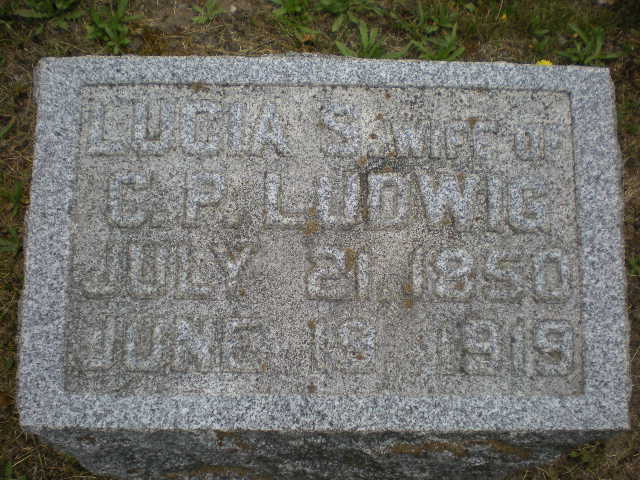 LUCIA S. WIFE OF
C. P. LUDWIG
JULY 21, 1850
JUNE 19 1919